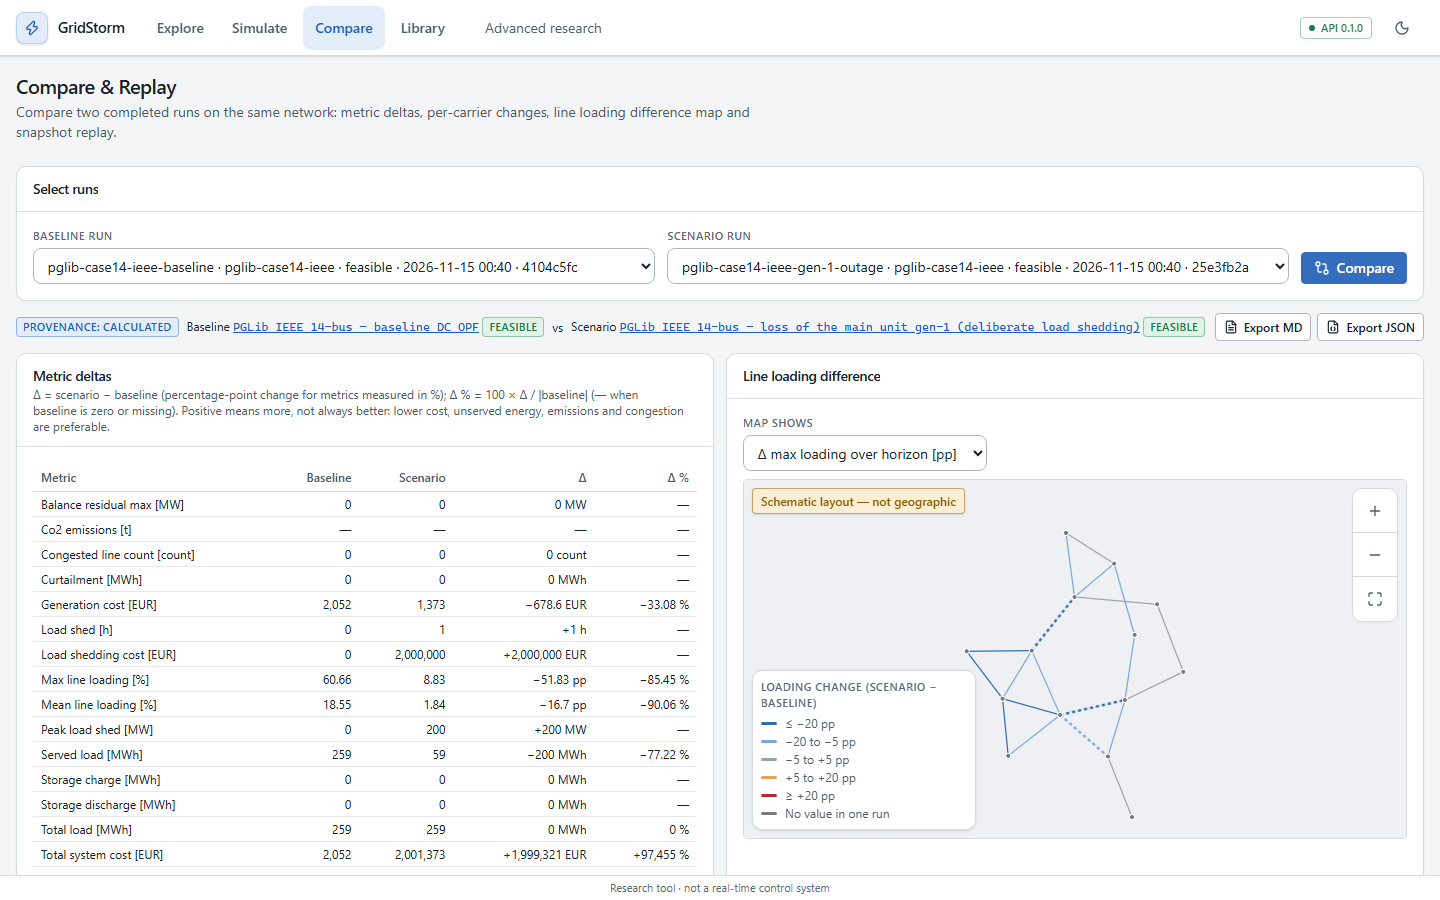 GridStorm
Explore
Simulate
Compare
Library
Advanced research
API 0.1.0
Compare & Replay
Compare two completed runs on the same network: metric deltas, per-carrier changes, line loading difference map and
snapshot replay.
Select runs
BASELINE RUN
pglib-case14-ieee-baseline · pglib-case14-ieee · feasible · 2026-11-15 00:40 · 4104c5fc
SCENARIO RUN
pglib-case14-ieee-gen-1-outage · pglib-case14-ieee · feasible · 2026-11-15 00:40 · 25e3fb2a
Compare
PROVENANCE: CALCULATED Baseline PGLib IEEE 14-bus — baseline DC OPF FEASIBLE vs Scenario PGLib IEEE 14-bus — loss of the main unit gen-1 (deliberate load shedding) FEASIBLE
Export MD
Export JSON
Metric deltas
Δ = scenario − baseline (percentage-point change for metrics measured in %); Δ % = 100 × Δ / |baseline| (— when
baseline is zero or missing). Positive means more, not always better: lower cost, unserved energy, emissions and congestion
are preferable.
Metric Baseline Scenario Δ Δ %
Balance residual max [MW] 0 0 0 MW —
Co2 emissions [t] — — — —
Congested line count [count] 0 0 0 count —
Curtailment [MWh] 0 0 0 MWh —
Generation cost [EUR] 2,052 1,373 −678.6 EUR −33.08 %
Load shed [h] 0 1 +1 h —
Load shedding cost [EUR] 0 2,000,000 +2,000,000 EUR —
Max line loading [%] 60.66 8.83 −51.83 pp −85.45 %
Mean line loading [%] 18.55 1.84 −16.7 pp −90.06 %
Peak load shed [MW] 0 200 +200 MW —
Served load [MWh] 259 59 −200 MWh −77.22 %
Storage charge [MWh] 0 0 0 MWh —
Storage discharge [MWh] 0 0 0 MWh —
Total load [MWh] 259 259 0 MWh 0 %
Total system cost [EUR] 2,052 2,001,373 +1,999,321 EUR +97,455 %
Line loading difference
MAP SHOWS
Δ max loading over horizon [pp]
Schematic layout — not geographic
+
−
LOADING CHANGE (SCENARIO −
BASELINE)
≤ −20 pp
−20 to −5 pp
−5 to +5 pp
+5 to +20 pp
≥ +20 pp
No value in one run
Research tool · not a real-time control system